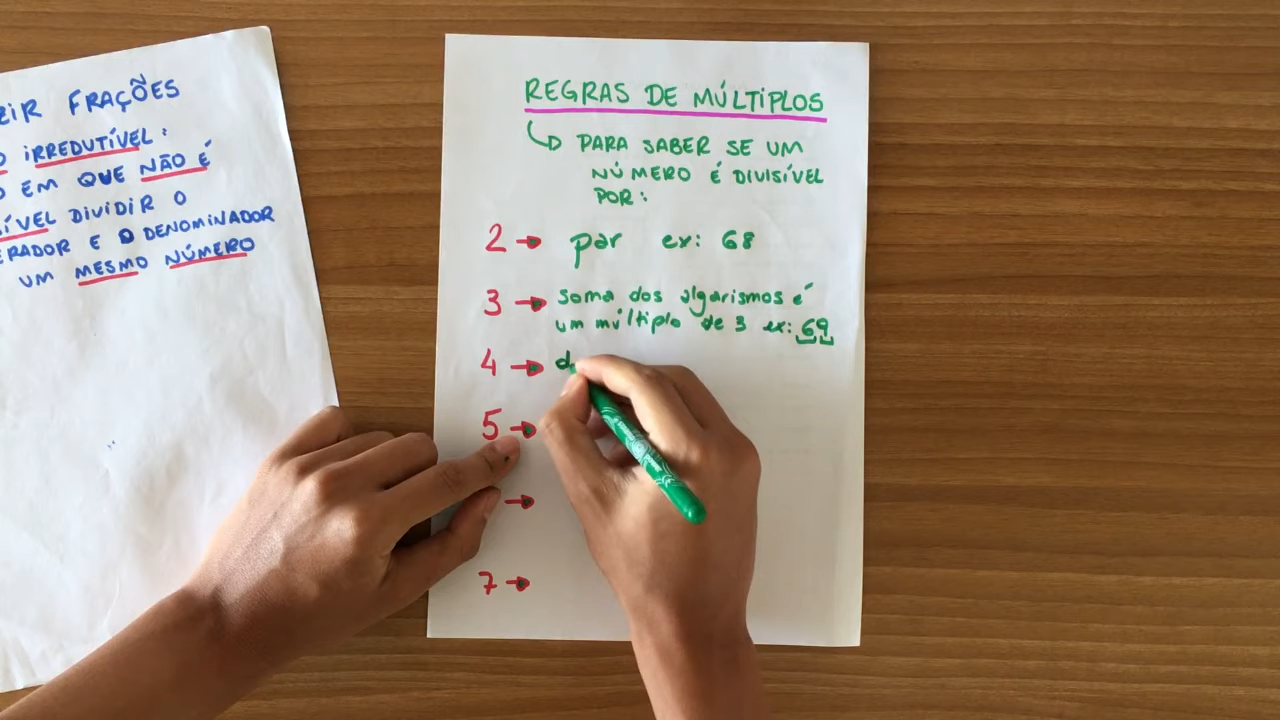 FRAÇÕES
IRREDUTÍVEL:
EM QUE NÃO É
DIVIDIR O
E O DENOMINADOR
UM MESMO NÚMERO
REGRAS DE MÚLTIPLOS
PARA SABER SE UM
NÚMERO É DIVISÍVEL
POR:
2 → par ex: 68
3 → soma dos algarismos é
um múltiplo de 3 ex: 69
4 → d
5 →
→
7 →